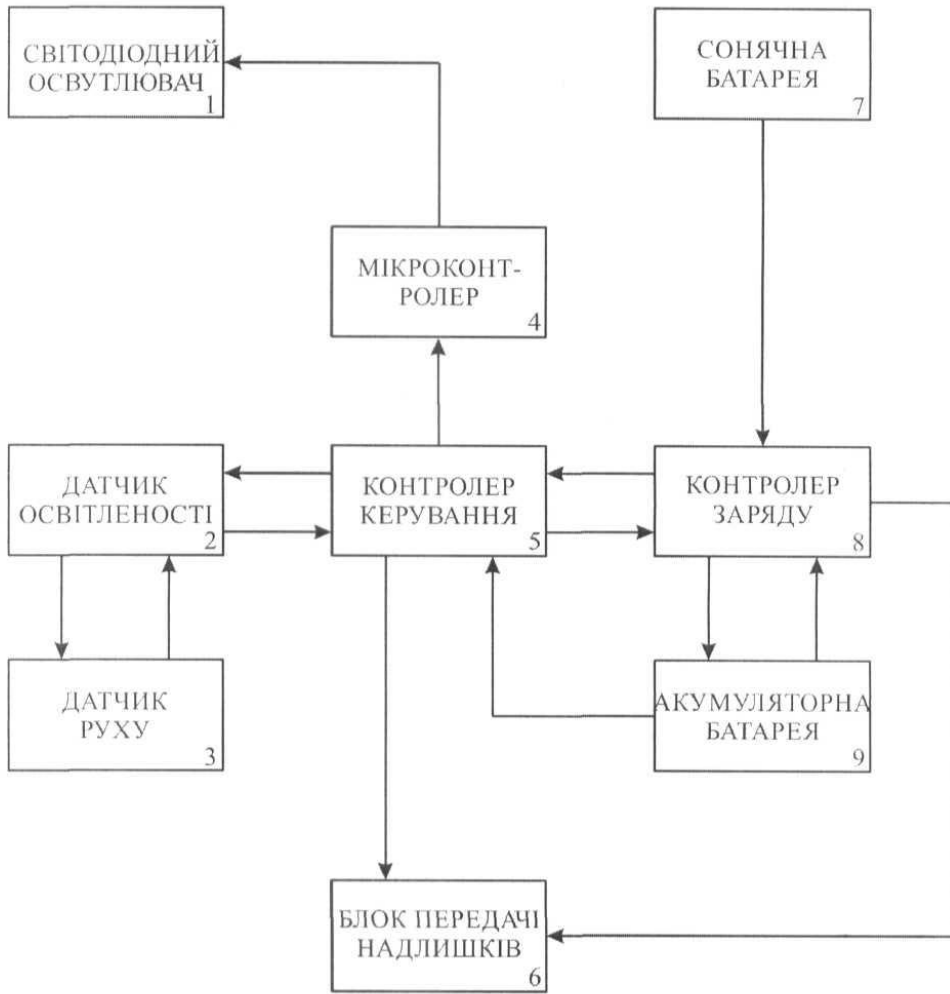 СВІТОДІОДНИЙ
ОСВУТЛЮВАЧ
1
СОНЯЧНА
БАТАРЕЯ
7
МІКРОКОНТ-
РОЛЕР
4
ДАТЧИК
ОСВІТЛЕНОСТІ
2
КОНТРОЛЕР
КЕРУВАННЯ
5
КОНТРОЛЕР
ЗАРЯДУ
8
ДАТЧИК
РУХУ
3
АКУМУЛЯТОРНА
БАТАРЕЯ
9
БЛОК ПЕРЕДАЧІ
НАДЛИШКІВ
6